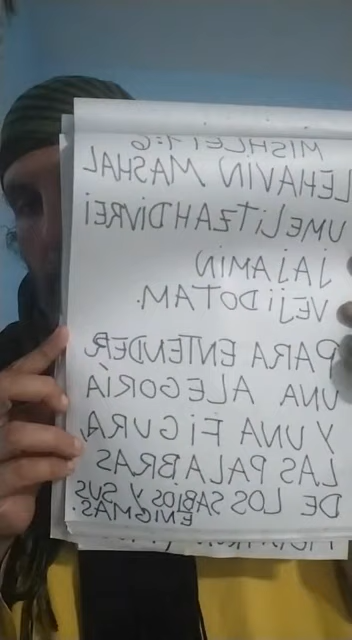 MISHLEI 1:6
LEHAVIN MASHAL
UMELiTZAH DIVREi
JAJAMIN
VEJiDOTAM.
PARA ENTENDER
UNA ALEGORÍA
Y UNA FiGURA,
LAS PALABRAS
DE LOS SABIOS Y SUS
ENIGMAS.